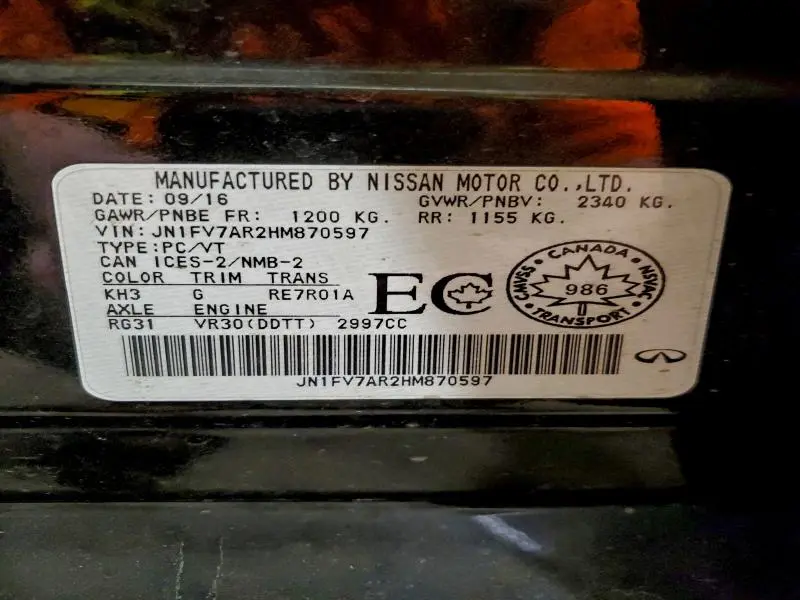 MANUFACTURED BY NISSAN MOTOR CO.,LTD.
DATE: 09/16 GVWR/PNBV: 2340 KG.
GAWR/PNBE FR: 1200 KG. RR: 1155 KG.
VIN: JN1FV7AR2HM870597
TYPE: PC/VT
CAN ICES-2/NMB-2
COLOR TRIM TRANS
KH3 G RE7R01A
AXLE ENGINE
RG31 VR30(DDTT) 2997CC
EC
CANADA
CMVSS 986 NSVAC
TRANSPORT
JN1FV7AR2HM870597